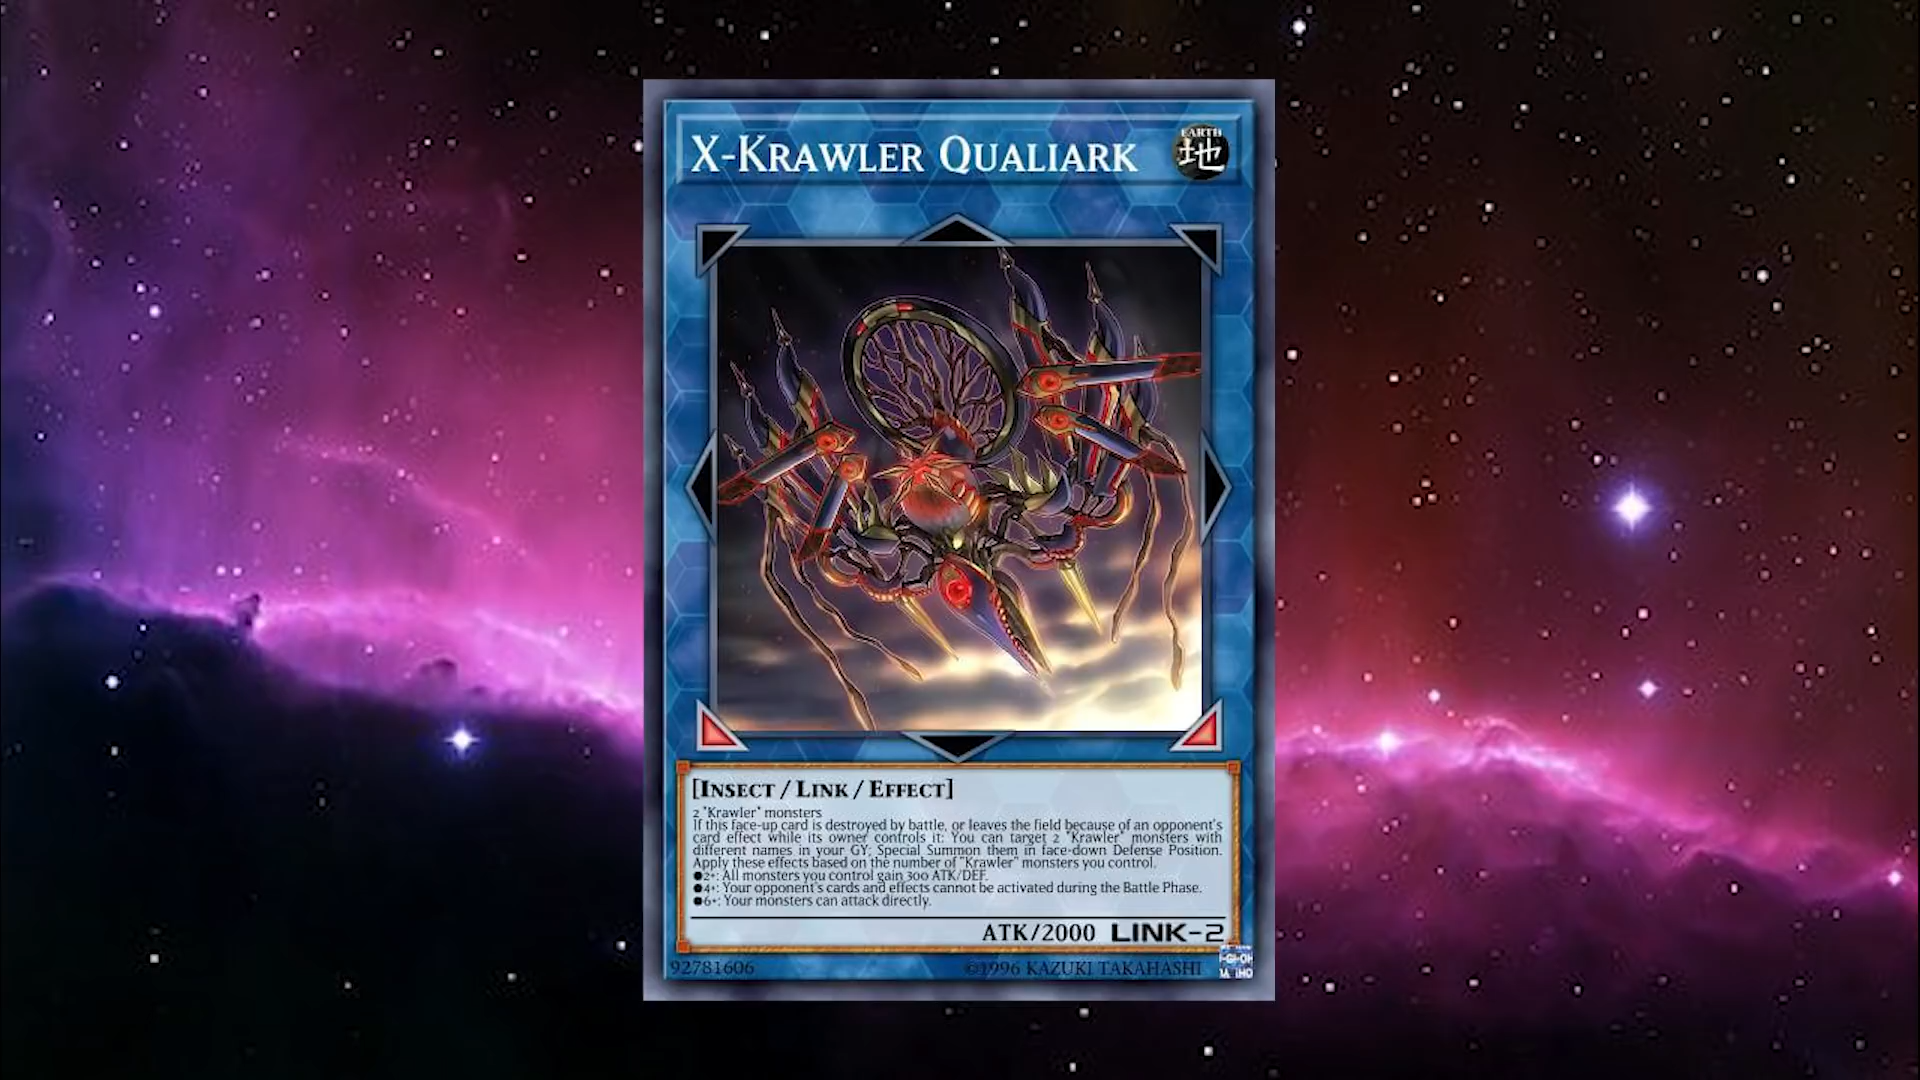 X-KRAWLER QUALIARK
EARTH
地
[INSECT / LINK / EFFECT]
2 "Krawler" monsters
If this face-up card is destroyed by battle, or leaves the field because of an opponent's
card effect while its owner controls it: You can target 2 "Krawler" monsters with
different names in your GY; Special Summon them in face-down Defense Position.
Apply these effects based on the number of "Krawler" monsters you control.
●2+: All monsters you control gain 300 ATK/DEF.
●4+: Your opponent's cards and effects cannot be activated during the Battle Phase.
●6+: Your monsters can attack directly.
ATK/2000 LINK-2
92781606
©1996 KAZUKI TAKAHASHI